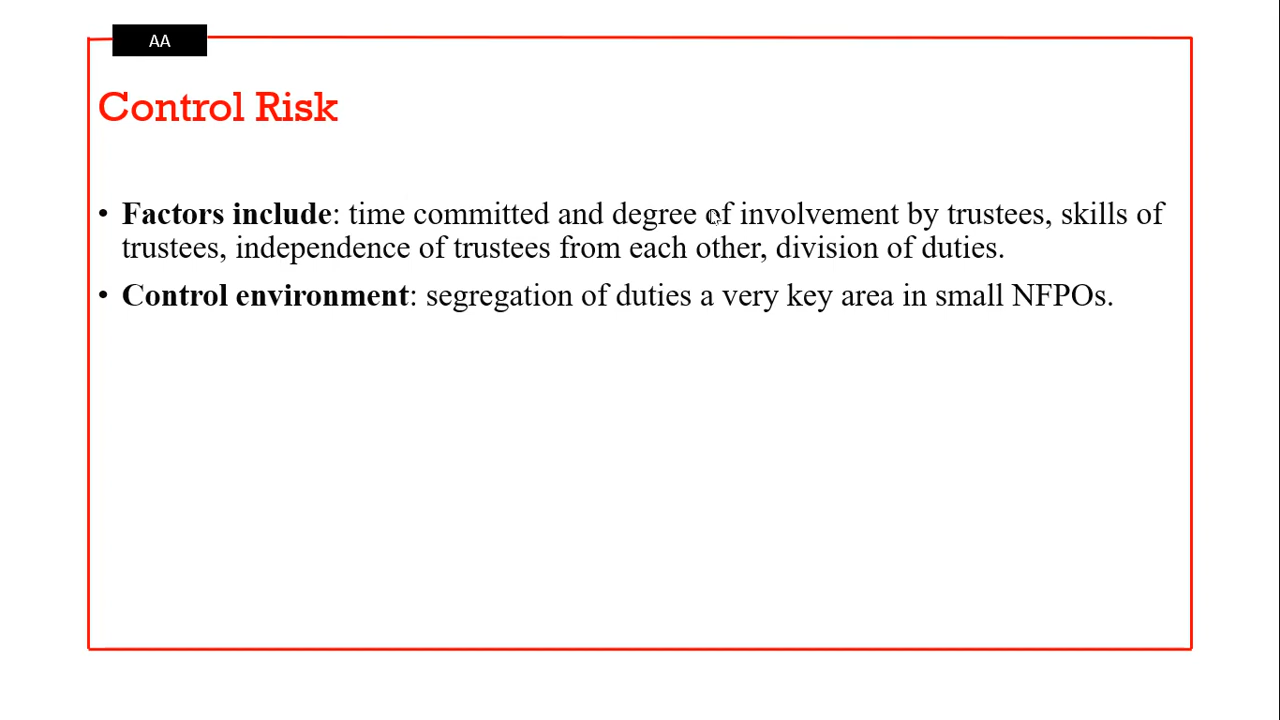 AA
Control Risk
• Factors include: time committed and degree of involvement by trustees, skills of
trustees, independence of trustees from each other, division of duties.
• Control environment: segregation of duties a very key area in small NFPOs.